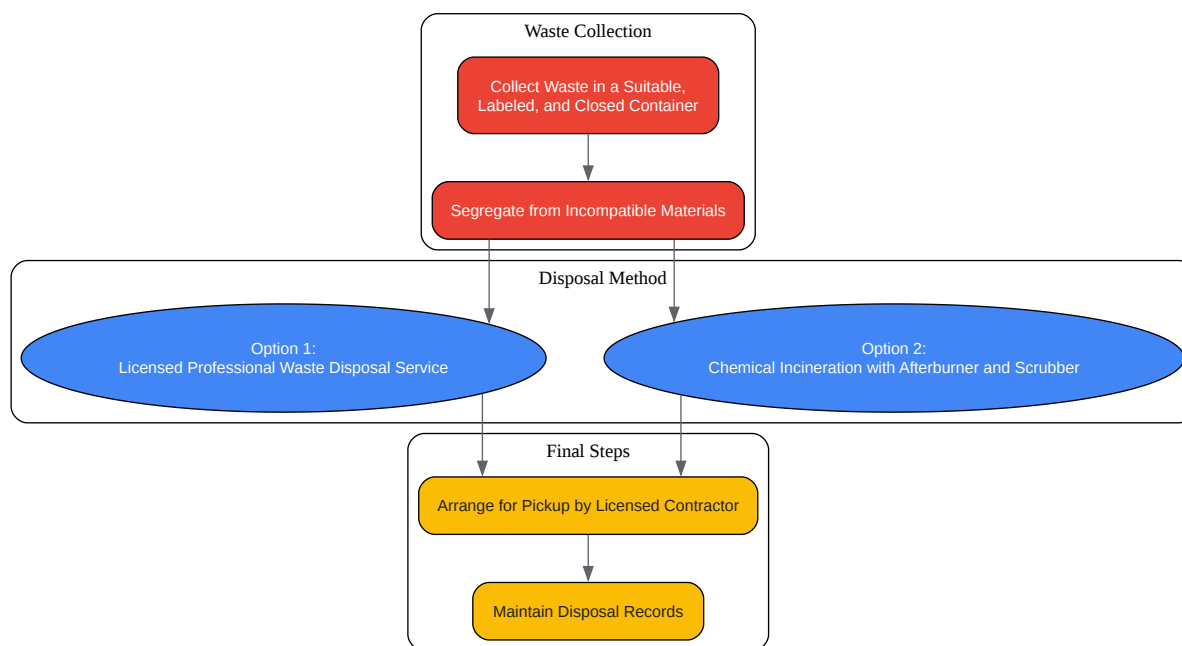 Waste Collection
Collect Waste in a Suitable,
Labeled, and Closed Container
Segregate from Incompatible Materials
Disposal Method
Option 1:
Licensed Professional Waste Disposal Service
Option 2:
Chemical Incineration with Afterburner and Scrubber
Final Steps
Arrange for Pickup by Licensed Contractor
Maintain Disposal Records